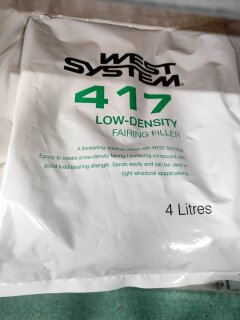 WEST
SYSTEM®
417
LOW-DENSITY
FAIRING FILLER
A thickening additive mixed with WEST SYSTEM
Epoxy to create a low-density fairing / surfacing compound with
good load bearing strength. Sands easily and can be used in
light structural appplications
4 Litres